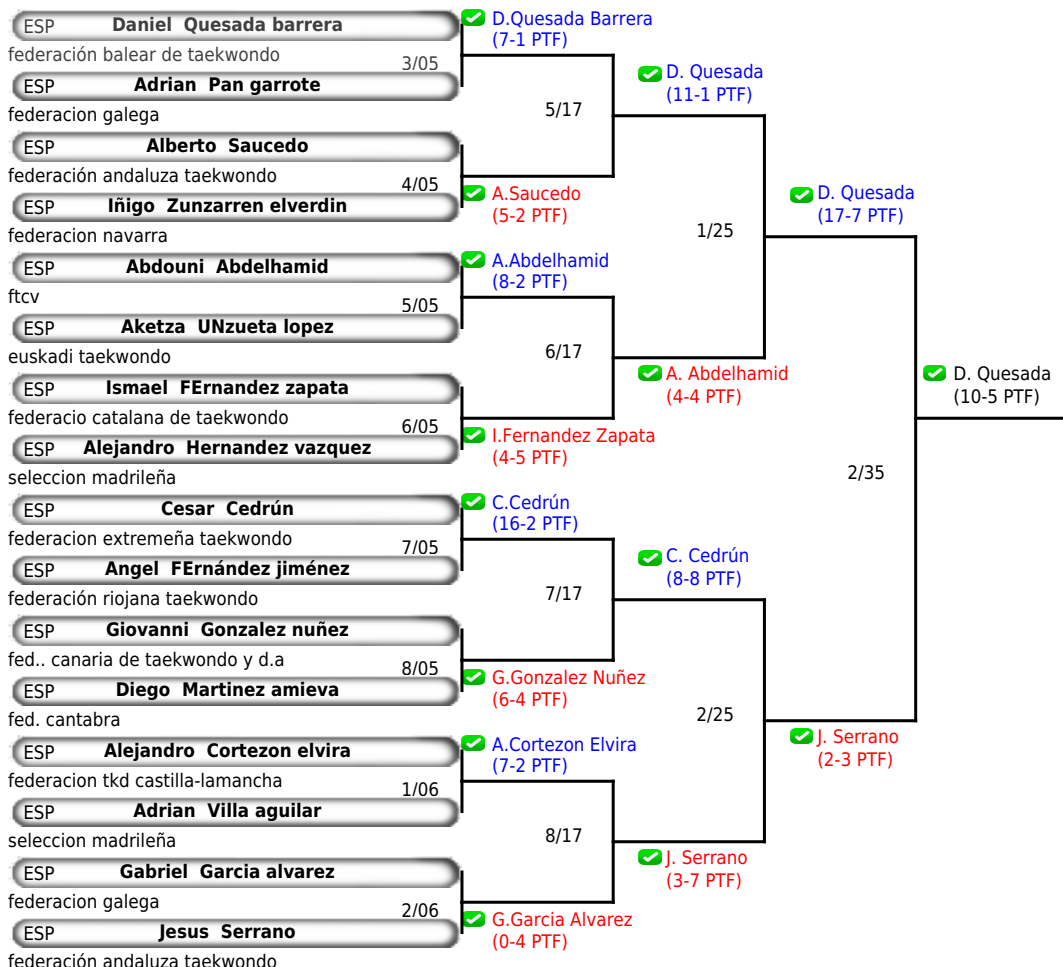 ESP Daniel Quesada barrera
federación balear de taekwondo
3/05
ESP Adrian Pan garrote
federacion galega
ESP Alberto Saucedo
federación andaluza taekwondo
4/05
ESP Iñigo Zunzarren elverdin
federacion navarra
ESP Abdouni Abdelhamid
ftcv
5/05
ESP Aketza UNzueta lopez
euskadi taekwondo
ESP Ismael FErnandez zapata
federacio catalana de taekwondo
6/05
ESP Alejandro Hernandez vazquez
seleccion madrileña
ESP Cesar Cedrún
federacion extremeña taekwondo
7/05
ESP Angel FErnández jiménez
federación riojana taekwondo
ESP Giovanni Gonzalez nuñez
fed.. canaria de taekwondo y d.a
8/05
ESP Diego Martinez amieva
fed. cantabra
ESP Alejandro Cortezon elvira
federacion tkd castilla-lamancha
1/06
ESP Adrian Villa aguilar
seleccion madrileña
ESP Gabriel Garcia alvarez
federacion galega
2/06
ESP Jesus Serrano
federación andaluza taekwondo
D.Quesada Barrera
(7-1 PTF)
5/17
A.Saucedo
(5-2 PTF)
A.Abdelhamid
(8-2 PTF)
6/17
I.Fernandez Zapata
(4-5 PTF)
C.Cedrún
(16-2 PTF)
7/17
G.Gonzalez Nuñez
(6-4 PTF)
A.Cortezon Elvira
(7-2 PTF)
8/17
G.Garcia Alvarez
(0-4 PTF)
D. Quesada
(11-1 PTF)
1/25
A. Abdelhamid
(4-4 PTF)
C. Cedrún
(8-8 PTF)
2/25
J. Serrano
(3-7 PTF)
D. Quesada
(17-7 PTF)
2/35
J. Serrano
(2-3 PTF)
D. Quesada
(10-5 PTF)